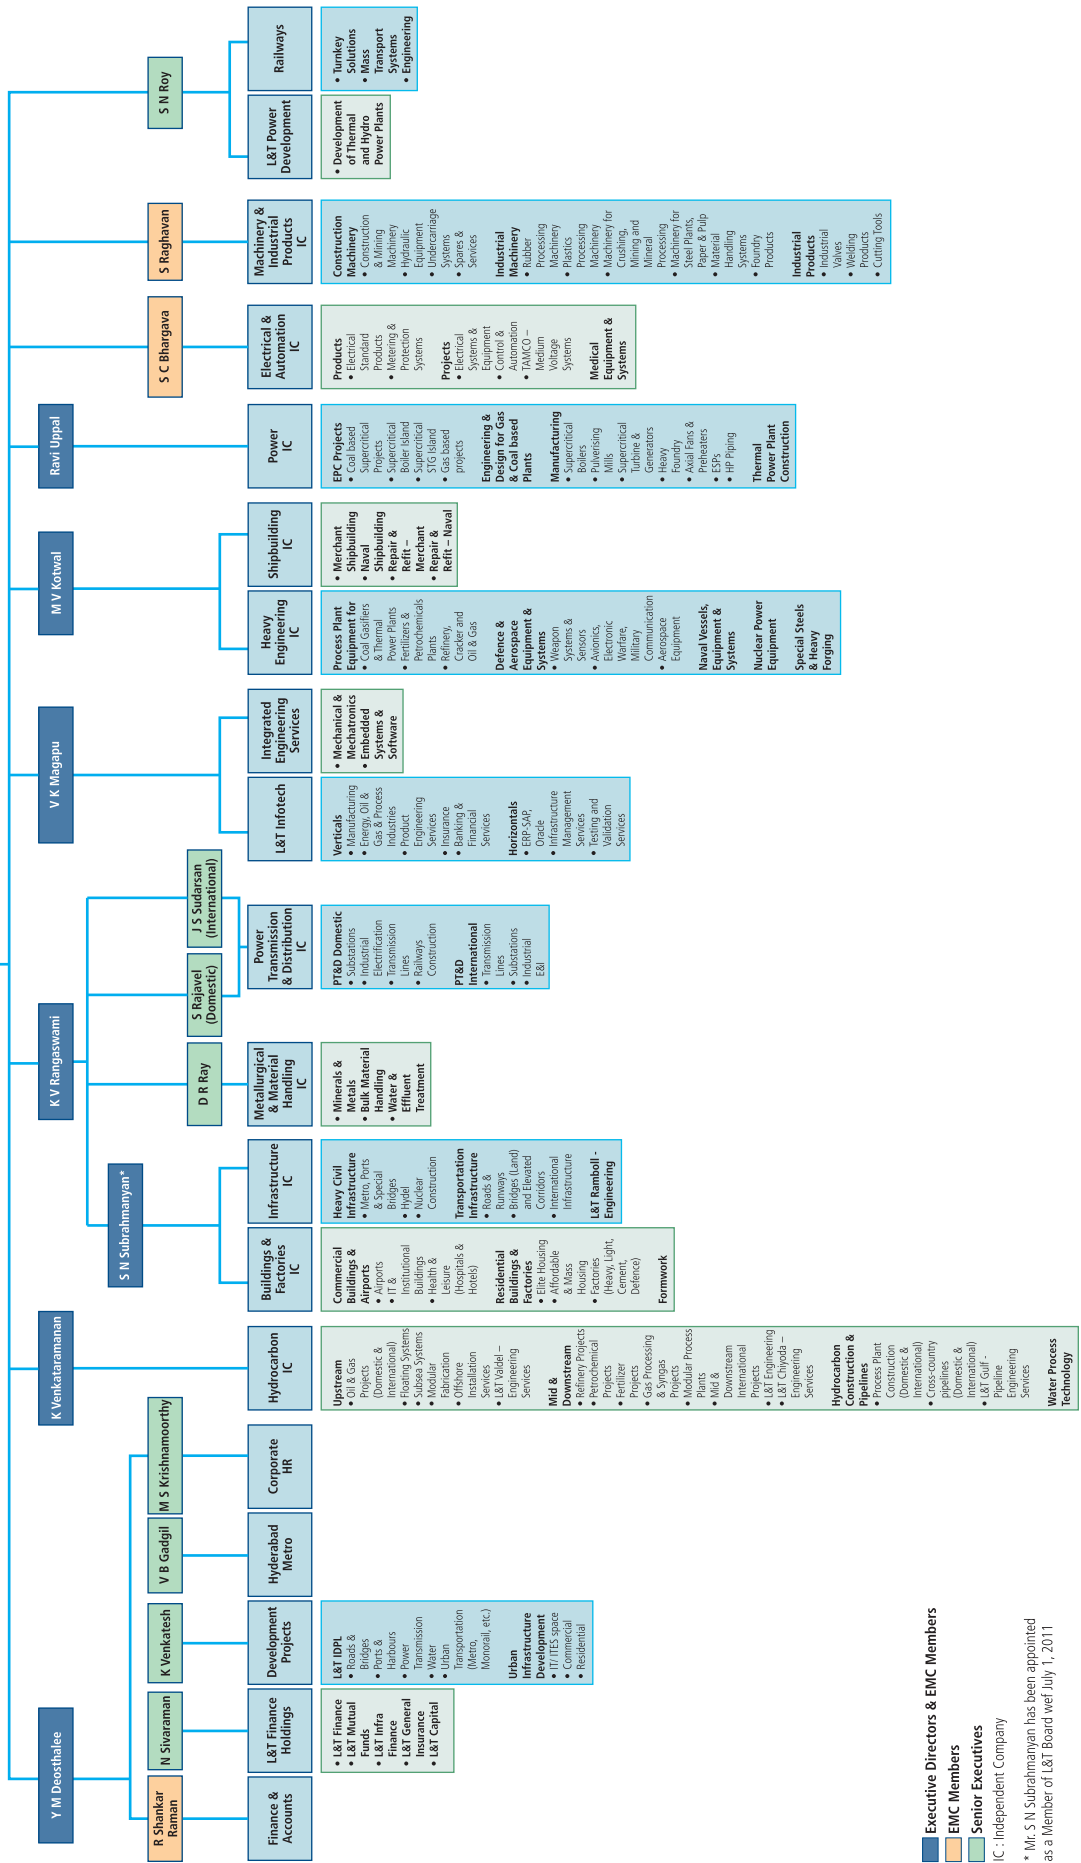 Y M Deosthalee
K Venkataramanan
K V Rangaswami
V K Magapu
M V Kotwal
Ravi Uppal
S N Subrahmanyan*
R Shankar
Raman
N Sivaraman
K Venkatesh
V B Gadgil
M S Krishnamoorthy
D R Ray
S Rajavel
(Domestic)
J S Sudarsan
(International)
S C Bhargava
S Raghavan
S N Roy
Finance &
Accounts
L&T Finance
Holdings
• L&T Finance
• L&T Mutual
Funds
• L&T Infra
Finance
• L&T General
Insurance
• L&T Capital
Development
Projects
L&T IDPL
• Roads &
Bridges
• Ports &
Harbours
• Power
Transmission
• Water
• Urban
Transportation
(Metro,
Monorail, etc.)
Urban
Infrastructure
Development
• IT/ ITES space
• Commercial
• Residential
Hyderabad
Metro
Corporate
HR
Hydrocarbon
IC
Upstream
• Oil & Gas
Projects
(Domestic &
International)
• Floating Systems
• Subsea Systems
• Modular
Fabrication
• Offshore
Installation
Services
• L&T Valdel –
Engineering
Services
Mid &
Downstream
• Refinery Projects
• Petrochemical
Projects
• Fertilizer
Projects
• Gas Processing
& Syngas
Projects
• Modular Process
Plants
• Mid &
Downstream
International
Projects
• L&T Engineering
• L&T Chiyoda –
Engineering
Services
Hydrocarbon
Construction &
Pipelines
• Process Plant
Construction
(Domestic &
International)
• Cross-country
pipelines
(Domestic &
International)
• L&T Gulf -
Pipeline
Engineering
Services
Water Process
Technology
Buildings &
Factories
IC
Commercial
Buildings &
Airports
• Airports
• IT &
Institutional
Buildings
• Health &
Leisure
(Hospitals &
Hotels)
Residential
Buildings &
Factories
• Elite Housing
• Affordable
& Mass
Housing
• Factories
(Heavy, Light,
Cement,
Defence)
Formwork
Infrastructure
IC
Heavy Civil
Infrastructure
• Metro, Ports
& Special
Bridges
• Hydel
• Nuclear
Construction
Transportation
Infrastructure
• Roads &
Runways
• Bridges (Land)
and Elevated
Corridors
• International
Infrastructure
L&T Ramboll -
Engineering
Metallurgical
& Material
Handling
IC
• Minerals &
Metals
• Bulk Material
Handling
• Water &
Effluent
Treatment
Power
Transmission
& Distribution
IC
PT&D Domestic
• Substations
• Industrial
Electrification
• Transmission
Lines
• Railways
Construction
PT&D
International
• Transmission
Lines
• Substations
• Industrial
E&I
L&T Infotech
Verticals
• Manufacturing
• Energy, Oil &
Gas & Process
Industries
• Product
Engineering
Services
• Insurance
• Banking &
Financial
Services
Horizontals
• ERP-SAP,
Oracle
• Infrastructure
Management
Services
• Testing and
Validation
Services
Integrated
Engineering
Services
• Mechanical &
Mechatronics
• Embedded
Systems &
Software
Heavy
Engineering
IC
Process Plant
Equipment for
• Coal Gasifiers
& Thermal
Power Plants
• Fertilizers &
Petrochemicals
Plants
• Refinery,
Cracker and
Oil & Gas
Defence &
Aerospace
Equipment &
Systems
• Weapon
Systems &
Sensors
• Avionics,
Electronic
Warfare,
Military
Communication
• Aerospace
Equipment
Naval Vessels,
Equipment &
Systems
Nuclear Power
Equipment
Special Steels
& Heavy
Forging
Shipbuilding
IC
• Merchant
Shipbuilding
• Naval
Shipbuilding
• Repair &
Refit –
Merchant
• Repair &
Refit – Naval
Power
IC
EPC Projects
• Coal based
Supercritical
Projects
• Supercritical
Boiler Island
• Supercritical
STG Island
• Gas based
projects
Engineering &
Design for Gas
& Coal based
Plants
Manufacturing
• Supercritical
Boilers
• Pulverising
Mills
• Supercritical
Turbine &
Generators
• Heavy
Foundry
• Axial Fans &
Preheaters
• ESPs
• HP Piping
Thermal
Power Plant
Construction
Electrical &
Automation
IC
Products
• Electrical
Standard
Products
• Metering &
Protection
Systems
Projects
• Electrical
Systems &
Equipment
• Control &
Automation
• TAMCO –
Medium
Voltage
Systems
Medical
Equipment &
Systems
Machinery &
Industrial
Products
IC
Construction
Machinery
• Construction
& Mining
Machinery
• Hydraulic
Equipment
• Undercarriage
Systems
• Spares &
Services
Industrial
Machinery
• Rubber
Processing
Machinery
• Plastics
Processing
Machinery
• Machinery for
Crushing,
Mining and
Mineral
Processing
• Machinery for
Steel Plants,
Paper & Pulp
• Material
Handling
Systems
• Foundry
Products
Industrial
Products
• Industrial
Valves
• Welding
Products
• Cutting Tools
L&T Power
Development
• Development
of Thermal
and Hydro
Power Plants
Railways
• Turnkey
Solutions
• Mass
Transport
Systems
• Engineering
Executive Directors & EMC Members
EMC Members
Senior Executives
IC : Independent Company
* Mr. S N Subrahmanyan has been appointed
as a Member of L&T Board wef July 1, 2011